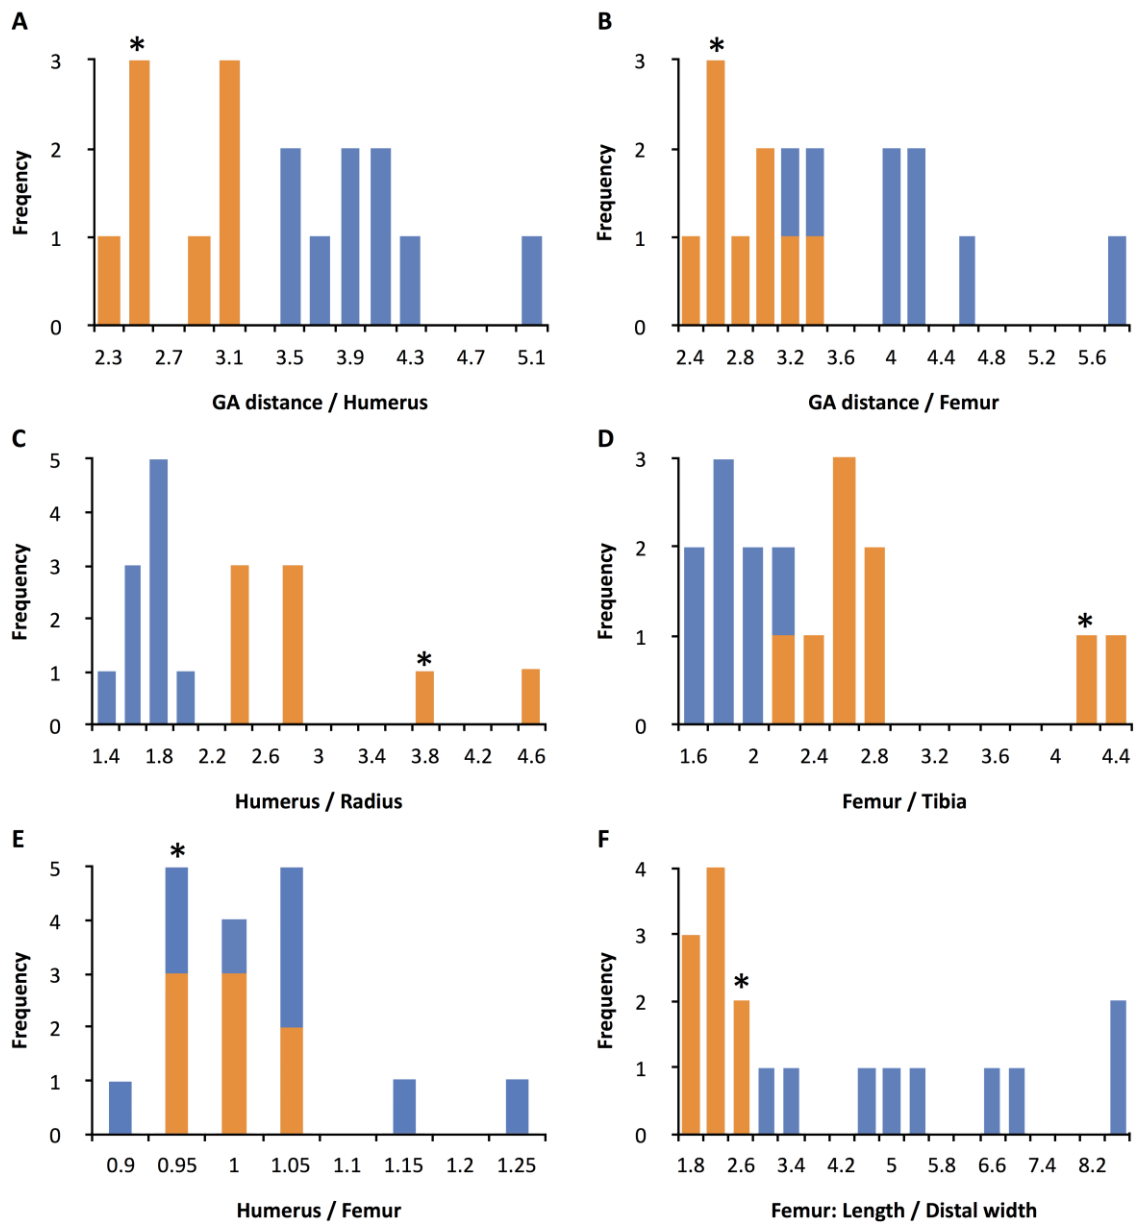 A
*
3
2
1
0
Freqency
2.3 2.7 3.1 3.5 3.9 4.3 4.7 5.1
GA distance / Humerus
B
*
3
2
1
0
Frequency
2.4 2.8 3.2 3.6 4 4.4 4.8 5.2 5.6
GA distance / Femur
C
5
4
3
2
1
0
*
Frequency
1.4 1.8 2.2 2.6 3 3.4 3.8 4.2 4.6
Humerus / Radius
D
3
2
1
0
*
Frequency
1.6 2 2.4 2.8 3.2 3.6 4 4.4
Femur / Tibia
E
*
5
4
3
2
1
0
Frequency
0.9 0.95 1 1.05 1.1 1.15 1.2 1.25
Humerus / Femur
F
4
3
2
1
0
*
Frequency
1.8 2.6 3.4 4.2 5 5.8 6.6 7.4 8.2
Femur: Length / Distal width